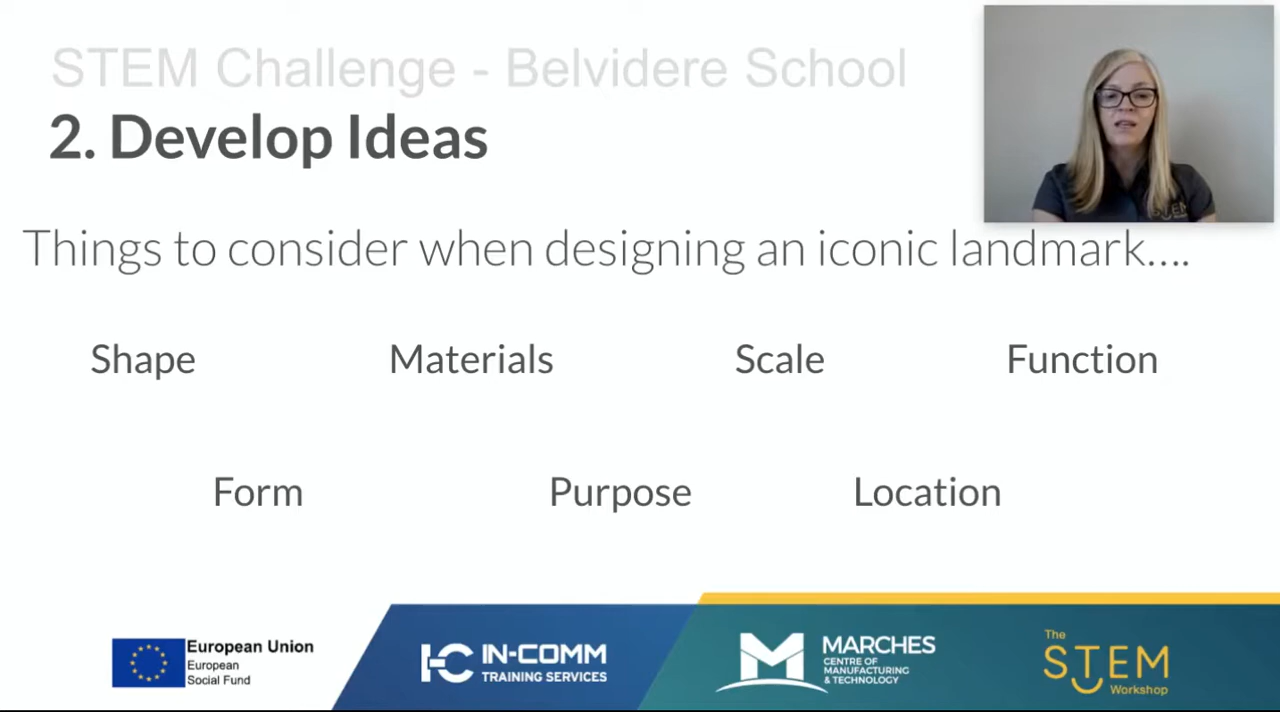 STEM Challenge - Belvidere School
2. Develop Ideas
Things to consider when designing an iconic landmark....
Shape Materials Scale Function
Form Purpose Location
European Union
European
Social Fund
IN-COMM
TRAINING SERVICES
MARCHES
CENTRE OF
MANUFACTURING
& TECHNOLOGY
The
STEM
Workshop
STEM